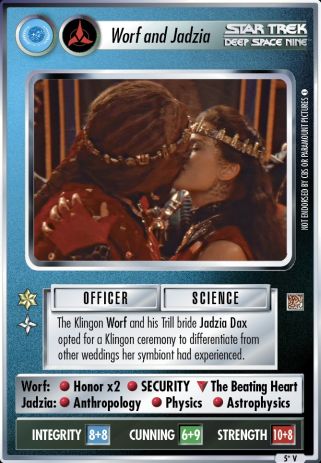 Worf and Jadzia
STAR TREK
DEEP SPACE NINE
NOT ENDORSED BY CBS OR PARAMOUNT PICTURES
OFFICER SCIENCE
The Klingon Worf and his Trill bride Jadzia Dax
opted for a Klingon ceremony to differentiate from
other weddings her symbiont had experienced.
Worf: Honor x2 SECURITY The Beating Heart
Jadzia: Anthropology Physics Astrophysics
INTEGRITY 8+8 CUNNING 6+9 STRENGTH 10+8
5* V